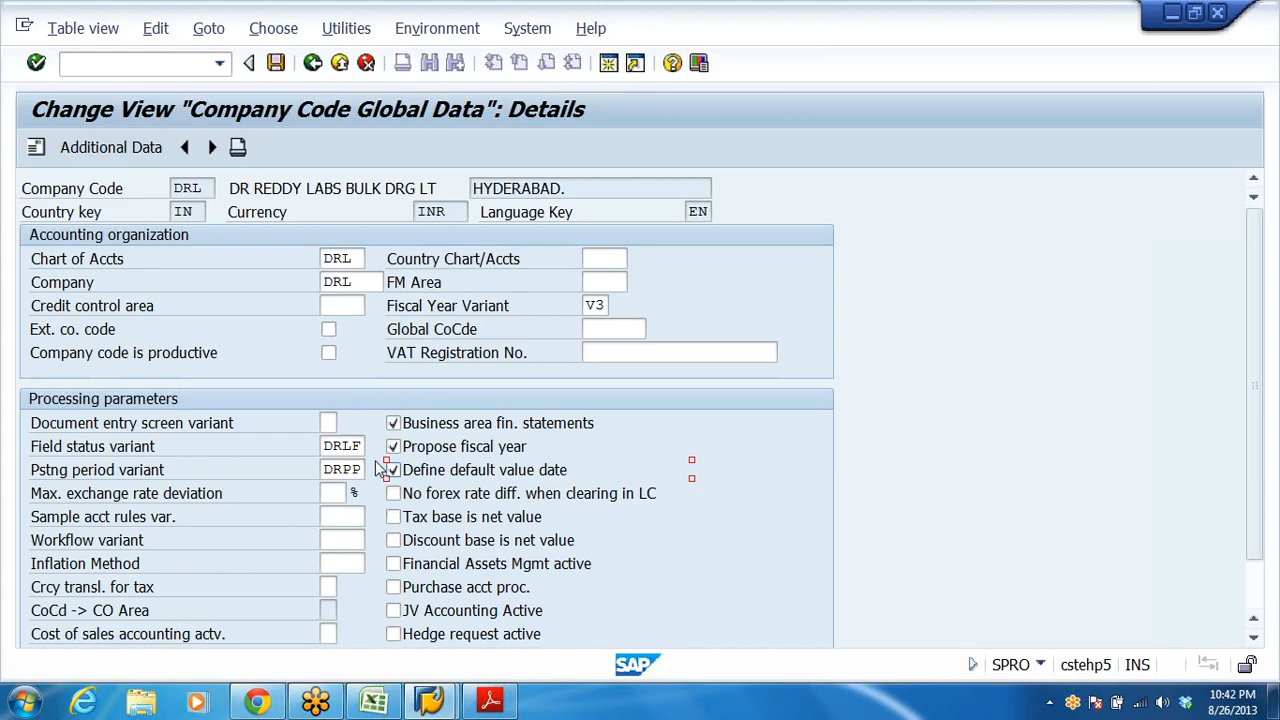 Table view Edit Goto Choose Utilities Environment System Help
Change View "Company Code Global Data": Details
Additional Data
Company Code DRL DR REDDY LABS BULK DRG LT HYDERABAD.
Country key IN Currency INR Language Key EN
Accounting organization
Chart of Accts DRL Country Chart/Accts
Company DRL FM Area
Credit control area Fiscal Year Variant V3
Ext. co. code Global CoCde
Company code is productive VAT Registration No.
Processing parameters
Document entry screen variant Business area fin. statements
Field status variant DRLF Propose fiscal year
Pstng period variant DRPP Define default value date
Max. exchange rate deviation % No forex rate diff. when clearing in LC
Sample acct rules var. Tax base is net value
Workflow variant Discount base is net value
Inflation Method Financial Assets Mgmt active
Crcy transl. for tax Purchase acct proc.
CoCd -> CO Area JV Accounting Active
Cost of sales accounting actv. Hedge request active
SAP SPRO cstehp5 INS
10:42 PM
8/26/2013